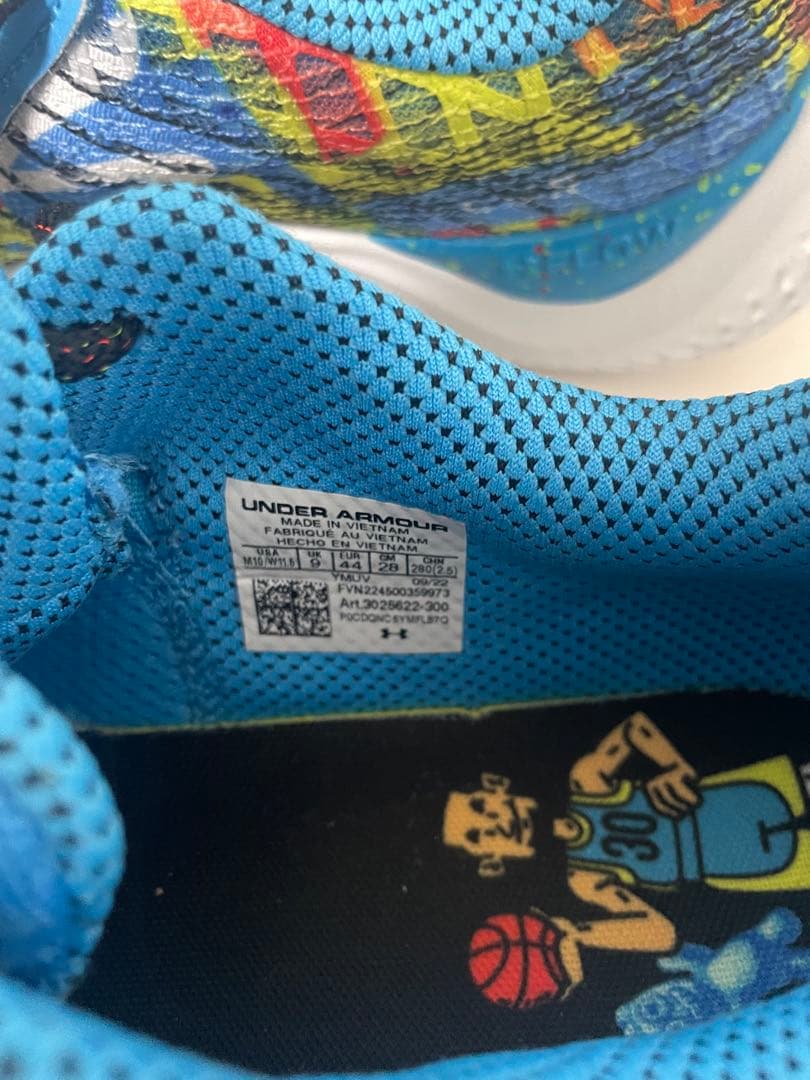 UNDER ARMOUR
MADE IN VIETNAM
FABRIQUÉ AU VIETNAM
HECHO EN VIETNAM
USA UK EUR CM CHN
M10/W11.5 9 44 28 280(2.5)
YMUV 09/22
FVN224500359973
Art.3025622-300
30